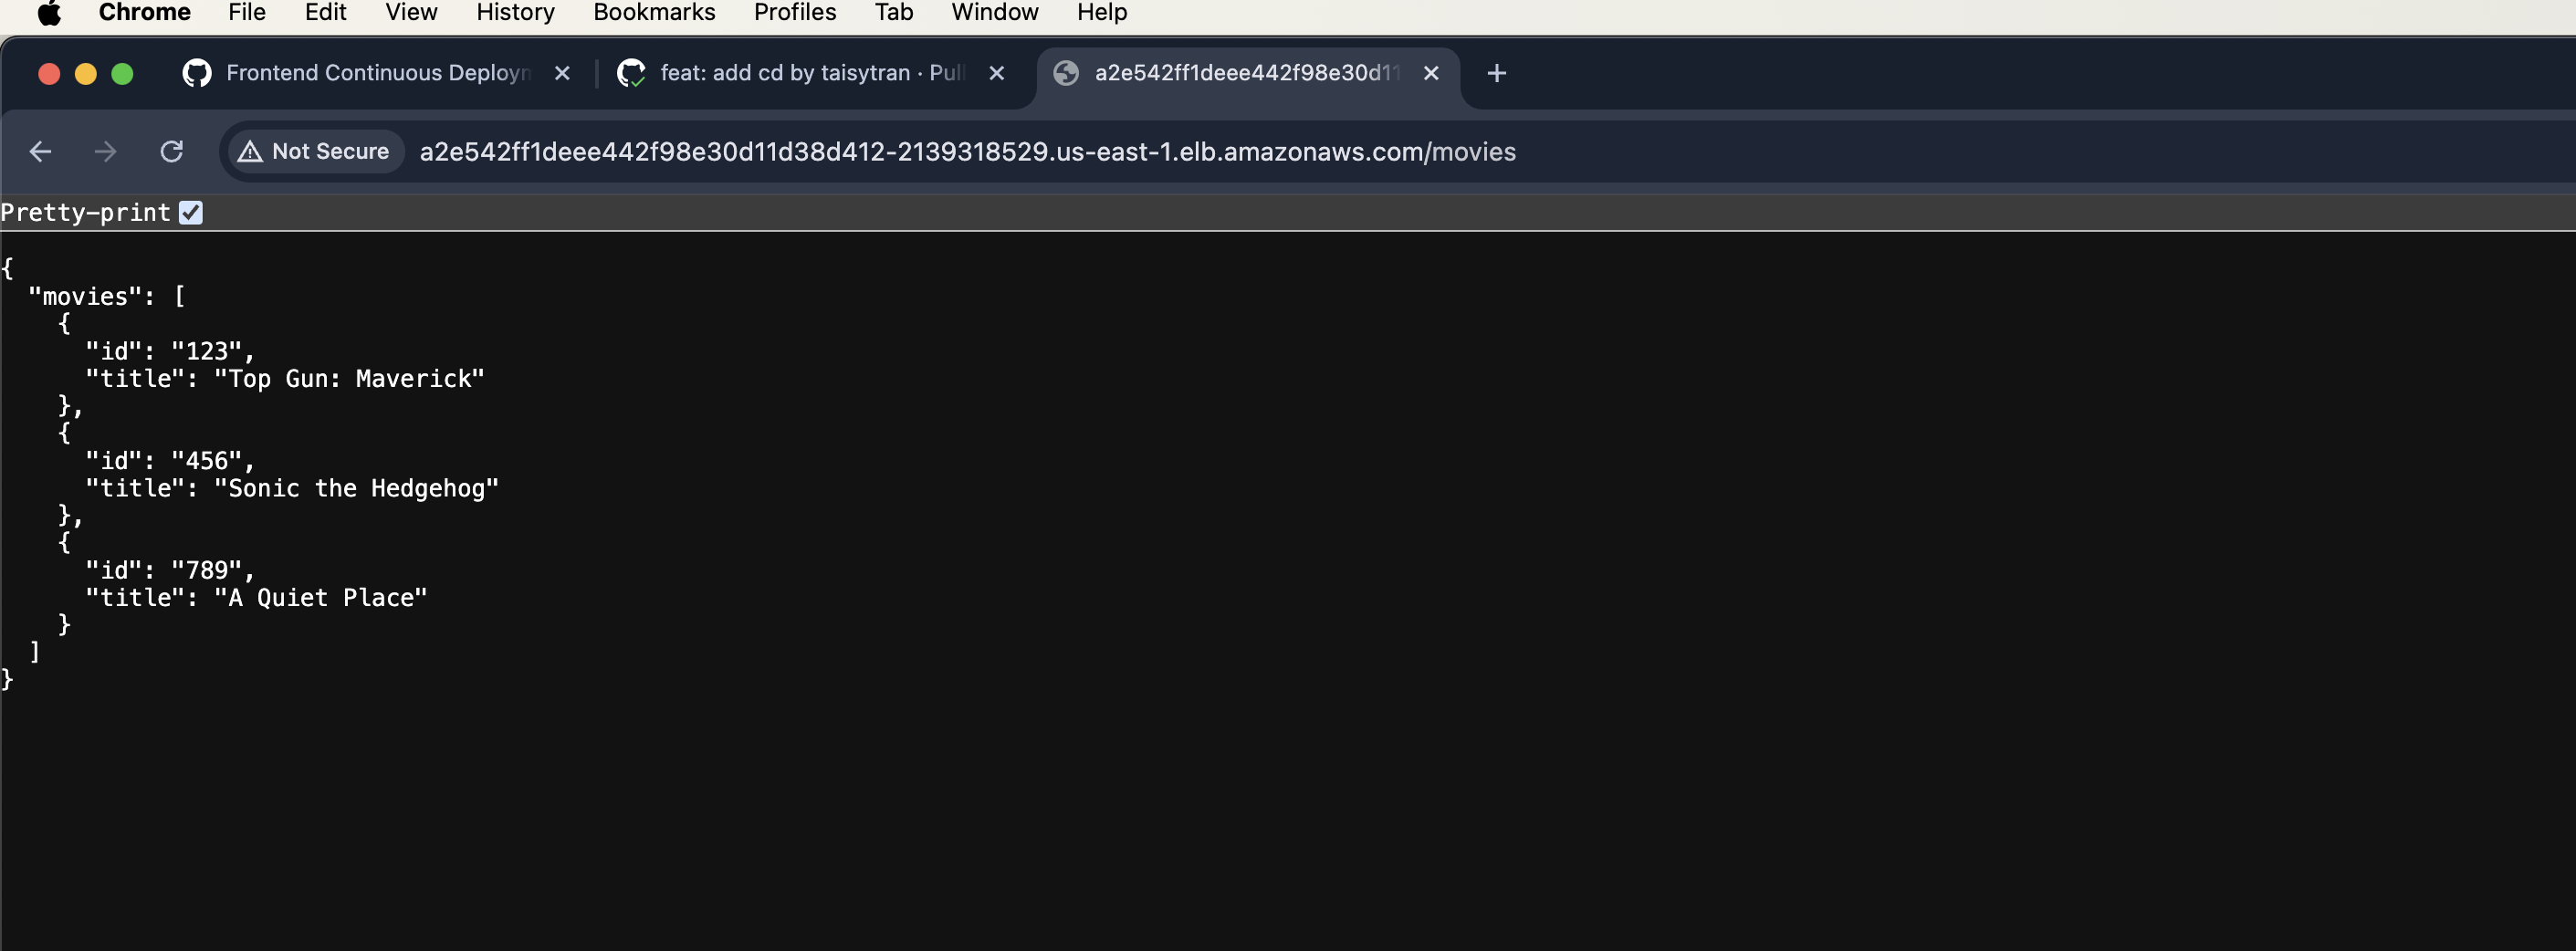 Chrome File Edit View History Bookmarks Profiles Tab Window Help
Frontend Continuous Deployn feat: add cd by taisytran · Pull a2e542ff1deee442f98e30d11
Not Secure a2e542ff1deee442f98e30d11d38d412-2139318529.us-east-1.elb.amazonaws.com/movies
Pretty-print
{
  "movies": [
    {
      "id": "123",
      "title": "Top Gun: Maverick"
    },
    {
      "id": "456",
      "title": "Sonic the Hedgehog"
    },
    {
      "id": "789",
      "title": "A Quiet Place"
    }
  ]
}